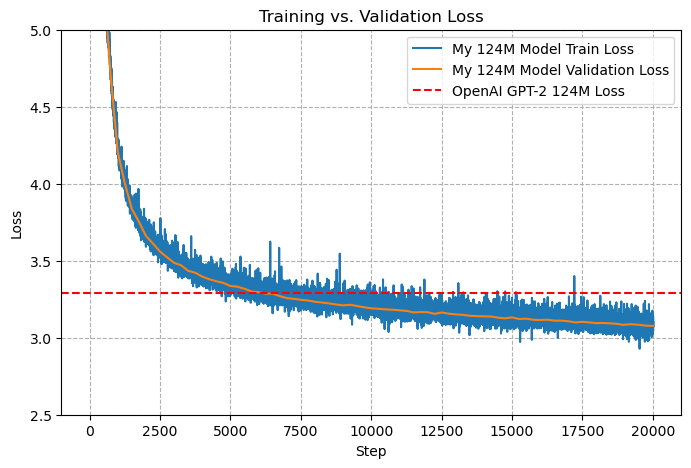 Training vs. Validation Loss
5.0
My 124M Model Train Loss
My 124M Model Validation Loss
OpenAI GPT-2 124M Loss
4.5
4.0
Loss
3.5
3.0
2.5
0 2500 5000 7500 10000 12500 15000 17500 20000
Step